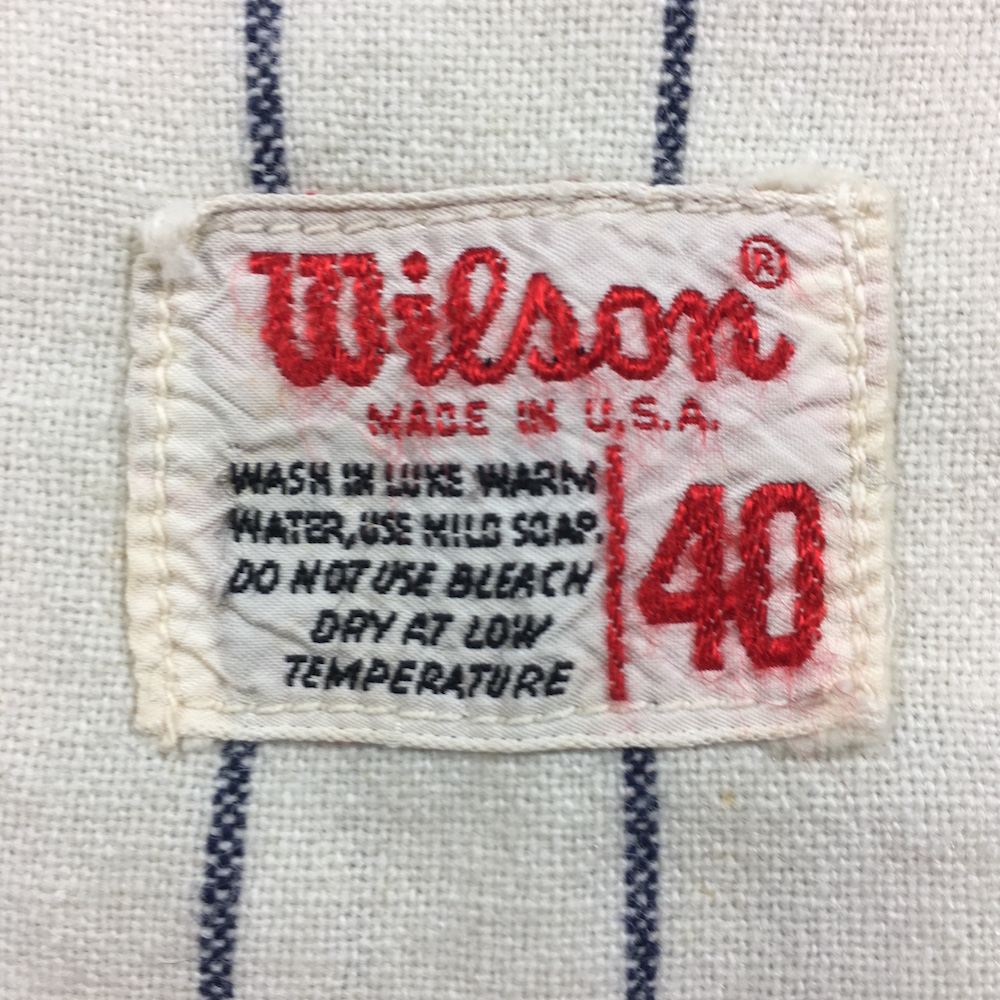 Wilson®
MADE IN U.S.A.
WASH IN LUKE WARM
WATER, USE MILD SOAP.
DO NOT USE BLEACH
DRY AT LOW
TEMPERATURE
40